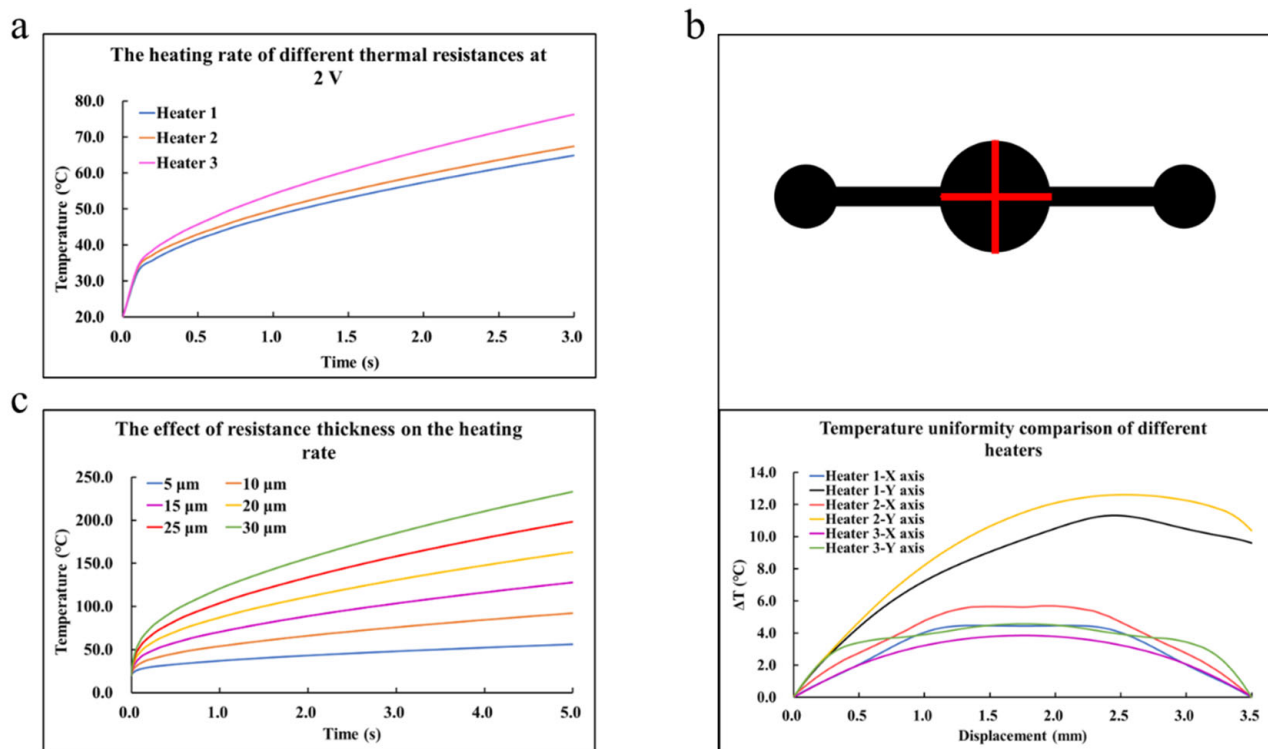 a
The heating rate of different thermal resistances at
2 V
Temperature (°C)
80.0
70.0
60.0
50.0
40.0
30.0
20.0
Heater 1
Heater 2
Heater 3
0.0 0.5 1.0 1.5 2.0 2.5 3.0
Time (s)
b
Temperature uniformity comparison of different
heaters
ΔT (°C)
14.0
12.0
10.0
8.0
6.0
4.0
2.0
0.0
Heater 1-X axis
Heater 1-Y axis
Heater 2-X axis
Heater 2-Y axis
Heater 3-X axis
Heater 3-Y axis
0.0 0.5 1.0 1.5 2.0 2.5 3.0 3.5
Displacement (mm)
c
The effect of resistance thickness on the heating
rate
Temperature (°C)
250.0
200.0
150.0
100.0
50.0
0.0
5 μm 10 μm
15 μm 20 μm
25 μm 30 μm
0.0 1.0 2.0 3.0 4.0 5.0
Time (s)